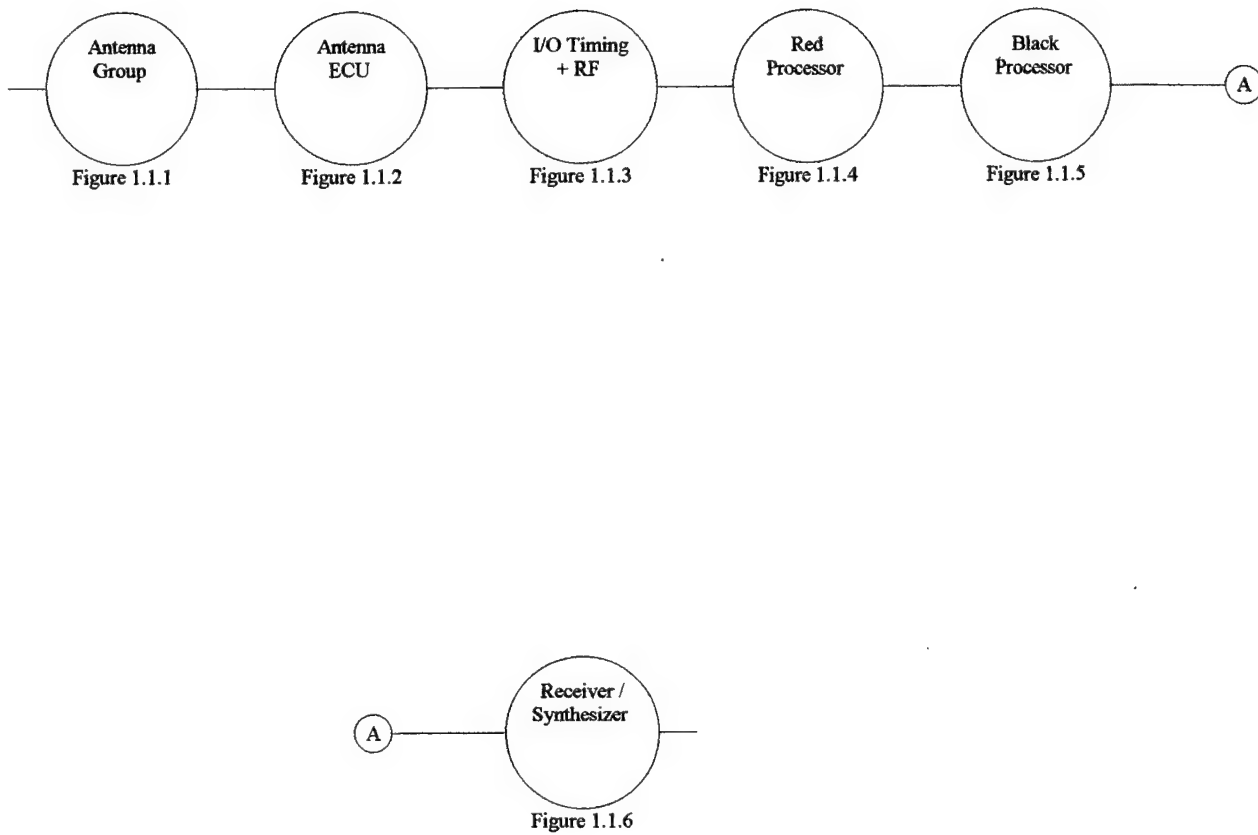 Antenna
Group
Antenna
ECU
I/O Timing
+ RF
Red
Processor
Black
Processor
A
Figure 1.1.1
Figure 1.1.2
Figure 1.1.3
Figure 1.1.4
Figure 1.1.5
A
Receiver /
Synthesizer
Figure 1.1.6